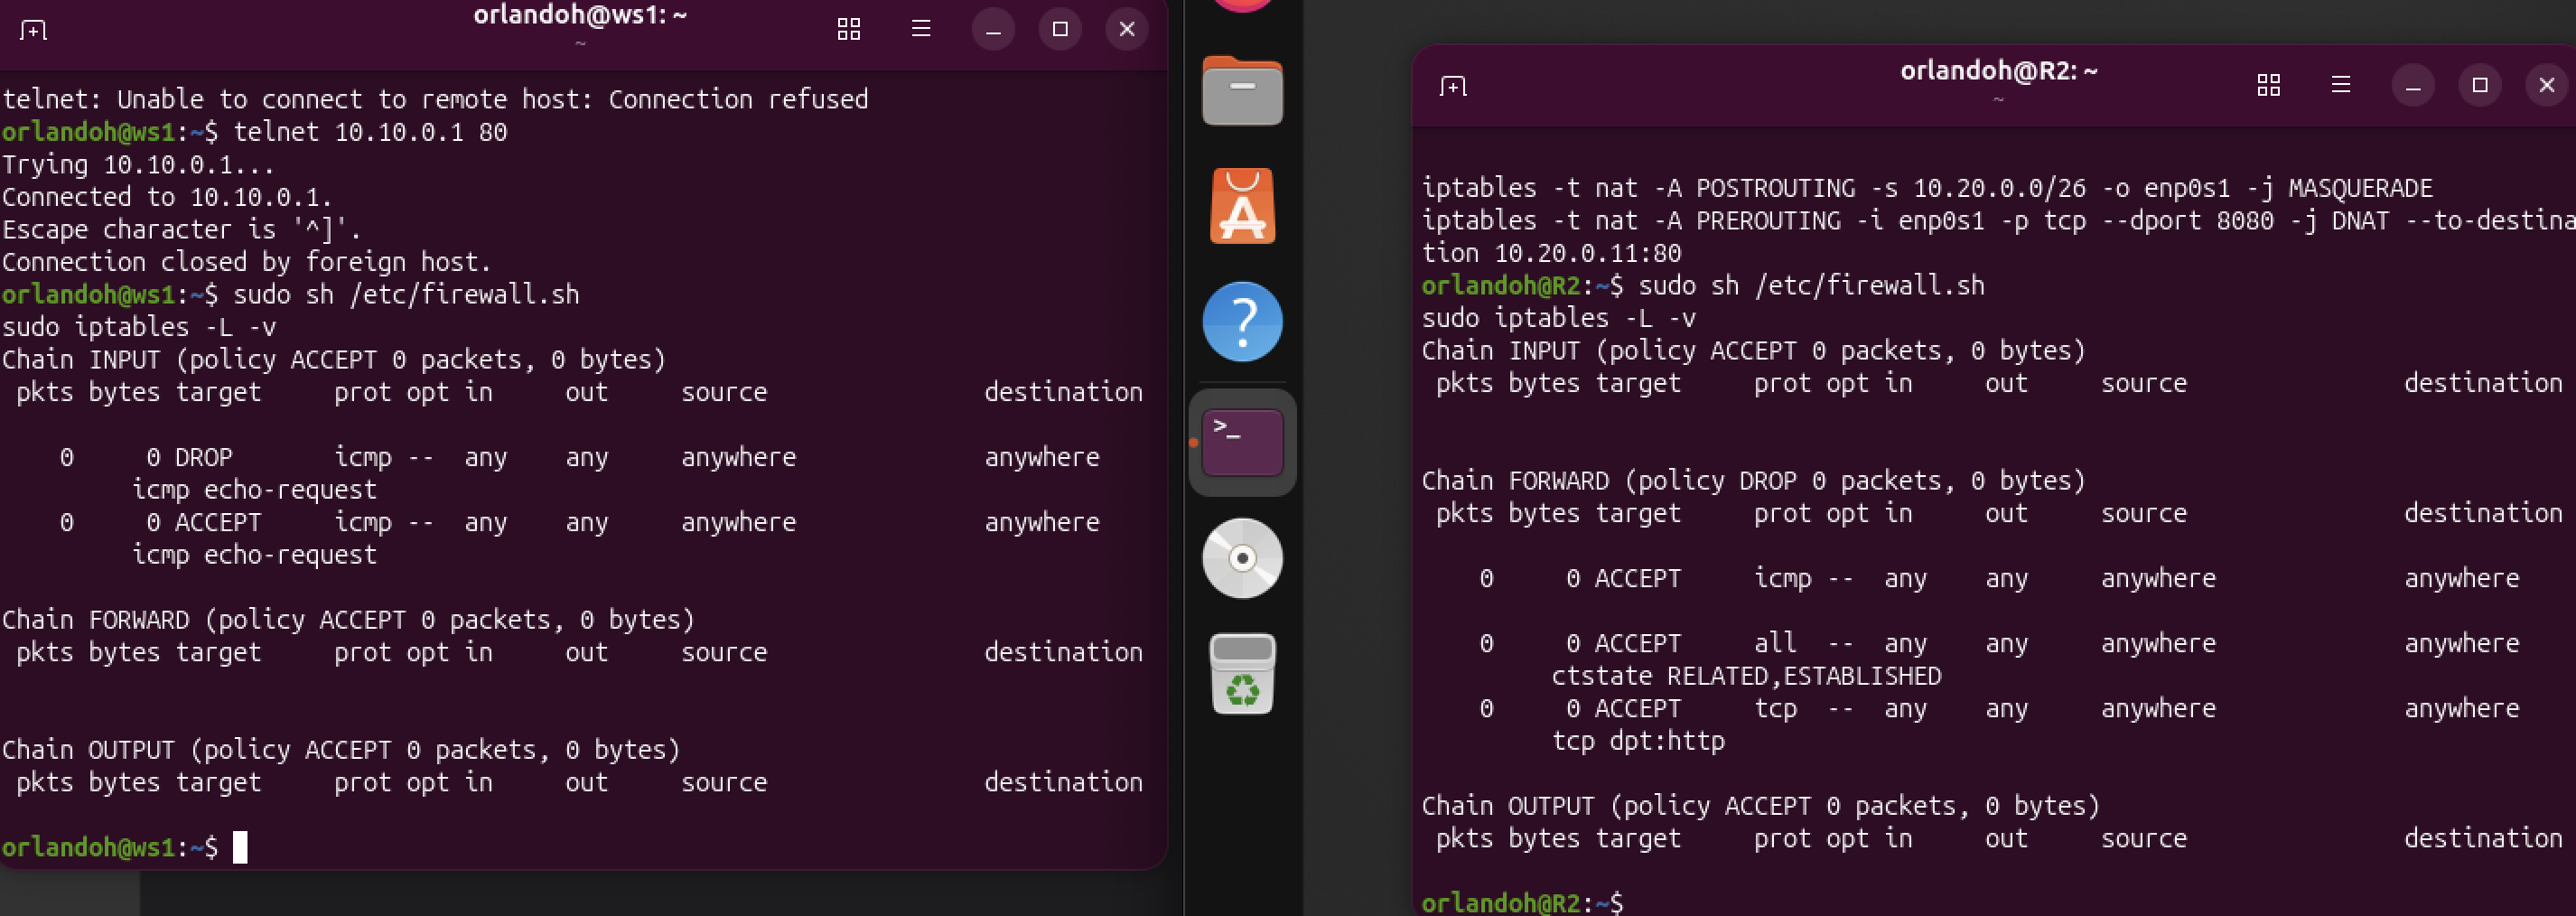 orlandoh@ws1: ~
~
telnet: Unable to connect to remote host: Connection refused
orlandoh@ws1:~$ telnet 10.10.0.1 80
Trying 10.10.0.1...
Connected to 10.10.0.1.
Escape character is '^]'.
Connection closed by foreign host.
orlandoh@ws1:~$ sudo sh /etc/firewall.sh
sudo iptables -L -v
Chain INPUT (policy ACCEPT 0 packets, 0 bytes)
 pkts bytes target     prot opt in     out     source               destination

    0     0 DROP       icmp --  any    any     anywhere             anywhere
         icmp echo-request
    0     0 ACCEPT     icmp --  any    any     anywhere             anywhere
         icmp echo-request

Chain FORWARD (policy ACCEPT 0 packets, 0 bytes)
 pkts bytes target     prot opt in     out     source               destination

Chain OUTPUT (policy ACCEPT 0 packets, 0 bytes)
 pkts bytes target     prot opt in     out     source               destination

orlandoh@ws1:~$
A
?
>_
orlandoh@R2: ~
~
iptables -t nat -A POSTROUTING -s 10.20.0.0/26 -o enp0s1 -j MASQUERADE
iptables -t nat -A PREROUTING -i enp0s1 -p tcp --dport 8080 -j DNAT --to-destina
tion 10.20.0.11:80
orlandoh@R2:~$ sudo sh /etc/firewall.sh
sudo iptables -L -v
Chain INPUT (policy ACCEPT 0 packets, 0 bytes)
 pkts bytes target     prot opt in     out     source               destination

Chain FORWARD (policy DROP 0 packets, 0 bytes)
 pkts bytes target     prot opt in     out     source               destination

    0     0 ACCEPT     icmp --  any    any     anywhere             anywhere

    0     0 ACCEPT     all  --  any    any     anywhere             anywhere
         ctstate RELATED,ESTABLISHED
    0     0 ACCEPT     tcp  --  any    any     anywhere             anywhere
         tcp dpt:http

Chain OUTPUT (policy ACCEPT 0 packets, 0 bytes)
 pkts bytes target     prot opt in     out     source               destination

orlandoh@R2:~$